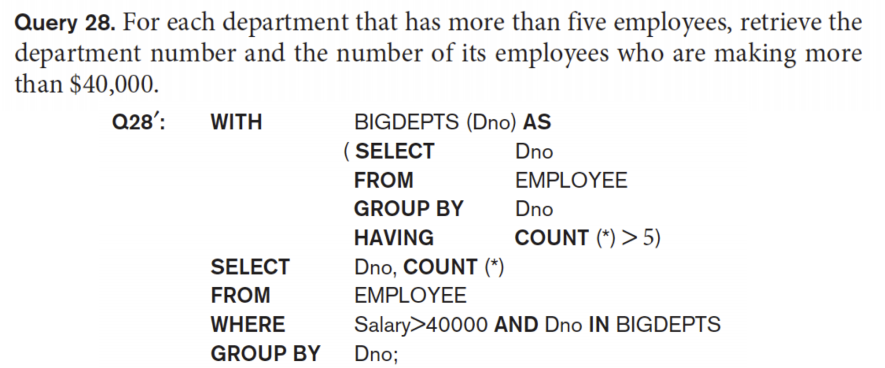 Query 28. For each department that has more than five employees, retrieve the
department number and the number of its employees who are making more
than $40,000.
Q28′: WITH BIGDEPTS (Dno) AS
( SELECT Dno
FROM EMPLOYEE
GROUP BY Dno
HAVING COUNT (*) > 5)
SELECT Dno, COUNT (*)
FROM EMPLOYEE
WHERE Salary>40000 AND Dno IN BIGDEPTS
GROUP BY Dno;